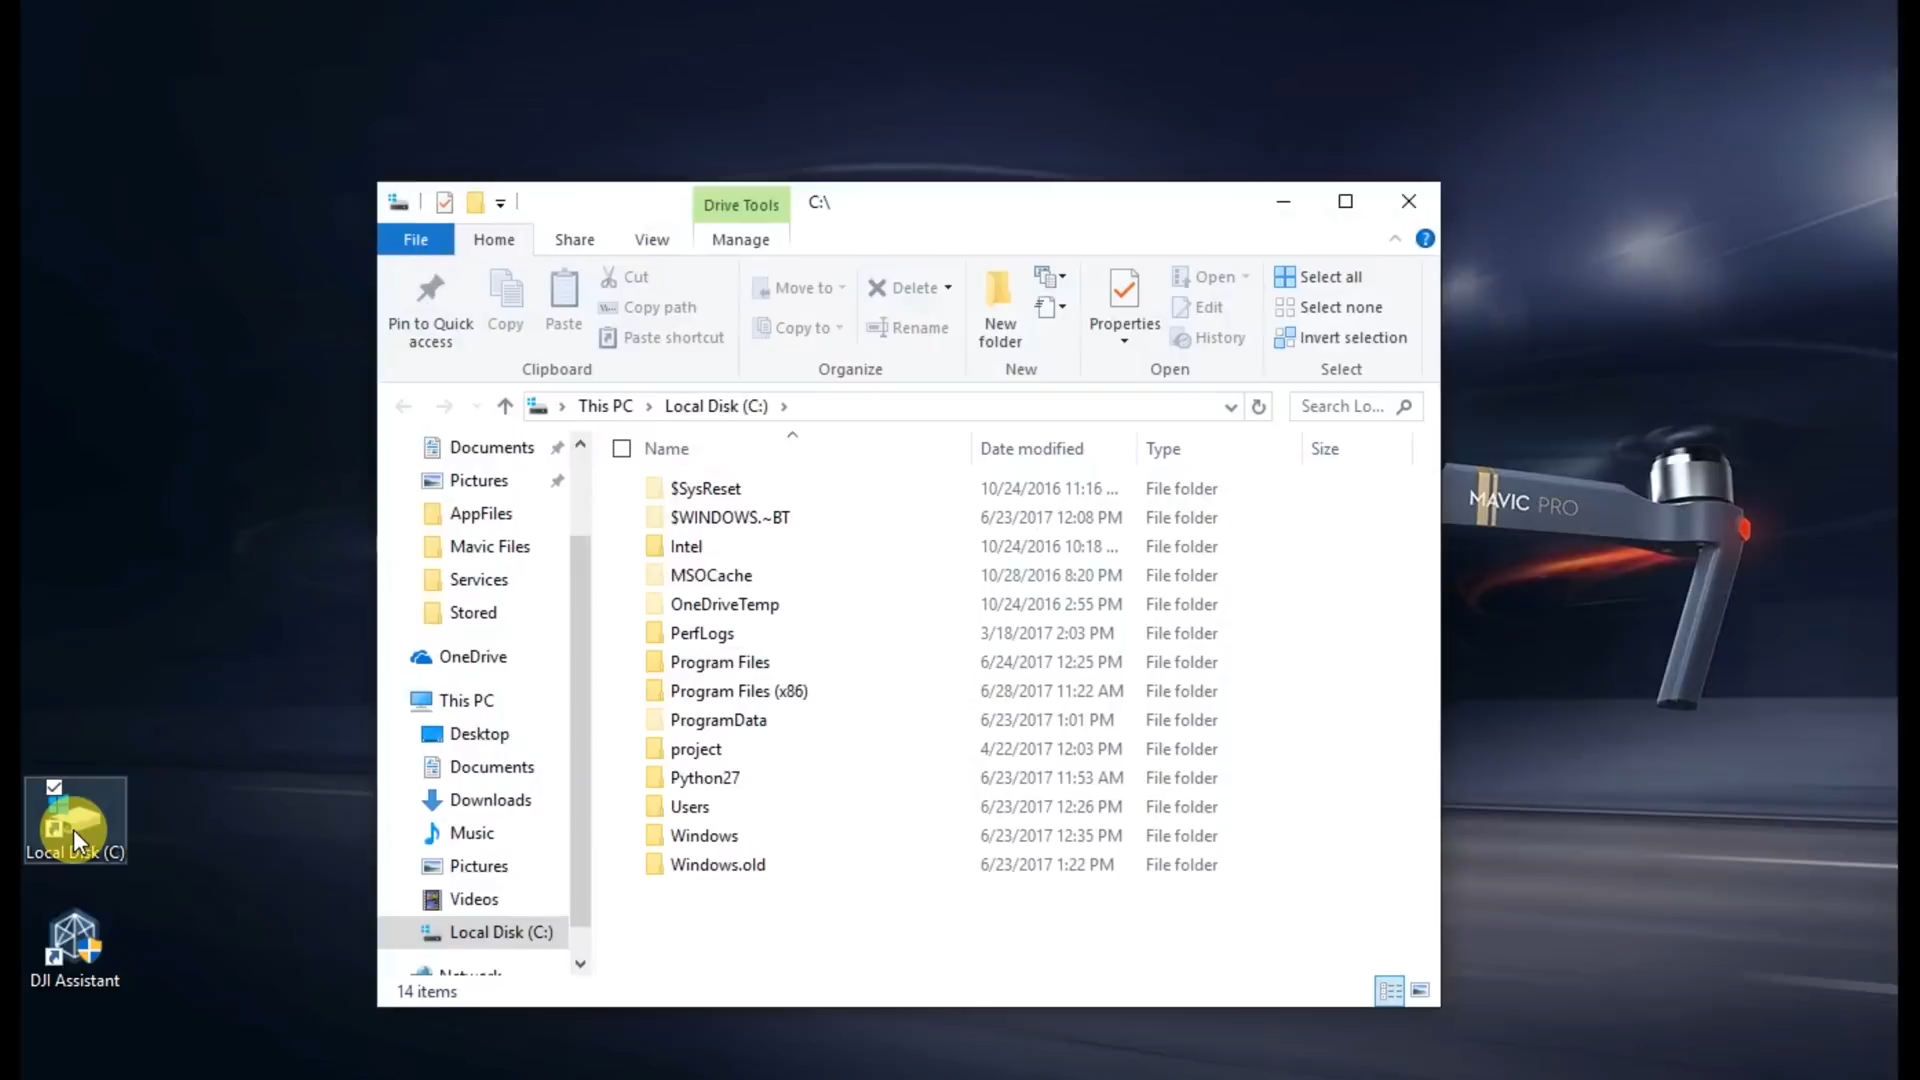 Drive Tools C:\
File Home Share View Manage
Pin to Quick access
Copy
Paste
Cut
Copy path
Paste shortcut
Clipboard
Move to
Copy to
Delete
Rename
Organize
New folder
New
Properties
Open
Edit
History
Open
Select all
Select none
Invert selection
Select
This PC Local Disk (C:)
Search Lo...
Documents
Pictures
AppFiles
Mavic Files
Services
Stored
OneDrive
This PC
Desktop
Documents
Downloads
Music
Pictures
Videos
Local Disk (C:)
Network
Name Date modified Type Size
$SysReset 10/24/2016 11:16 ... File folder
$WINDOWS.~BT 6/23/2017 12:08 PM File folder
Intel 10/24/2016 10:18 ... File folder
MSOCache 10/28/2016 8:20 PM File folder
OneDriveTemp 10/24/2016 2:55 PM File folder
PerfLogs 3/18/2017 2:03 PM File folder
Program Files 6/24/2017 12:25 PM File folder
Program Files (x86) 6/28/2017 11:22 AM File folder
ProgramData 6/23/2017 1:01 PM File folder
project 4/22/2017 12:03 PM File folder
Python27 6/23/2017 11:53 AM File folder
Users 6/23/2017 12:26 PM File folder
Windows 6/23/2017 12:35 PM File folder
Windows.old 6/23/2017 1:22 PM File folder
14 items
MAVIC PRO
Local Disk (C)
DJI Assistant